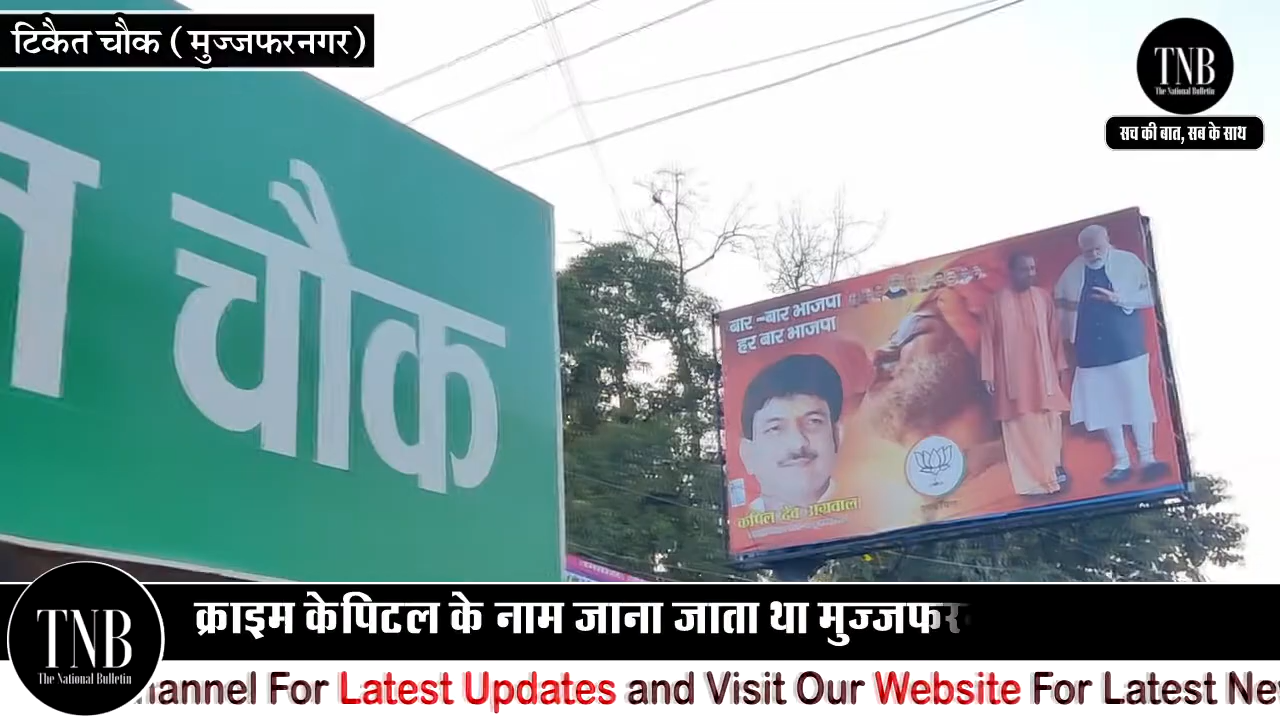 टिकैत चौक ( मुज्जफरनगर)
TNB
The National Bulletin
सच की बात, सब के साथ
चौक
बार -बार भाजपा
हर बार भाजपा
कपिल देव अग्रवाल
क्राइम केपिटल के नाम जाना जाता था मुज्जफर
TNB
The National Bulletin
hannel For Latest Updates and Visit Our Website For Latest Ne